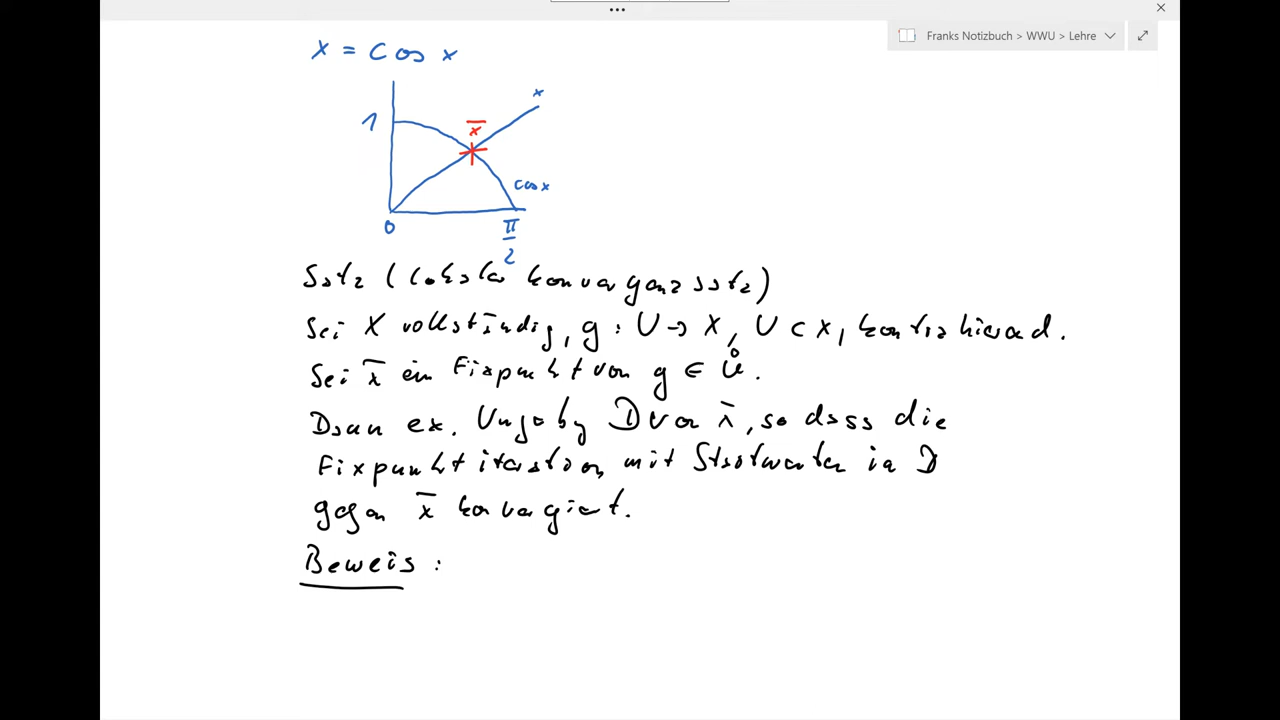 Franks Notizbuch > WWU > Lehre
x = cos x
x
1
x̅
cos x
0
π/2
Satz (lokaler Konvergenzsatz)
Sei X vollständig, g : U → X, U ⊂ X, kontrahierend.
Sei x̅ ein Fixpunkt von g ∈ Ů.
Dann ex. Umgebg D von x̅, so dass die
Fixpunktiteration mit Startwerten in D
gegen x̅ konvergiert.
Beweis :